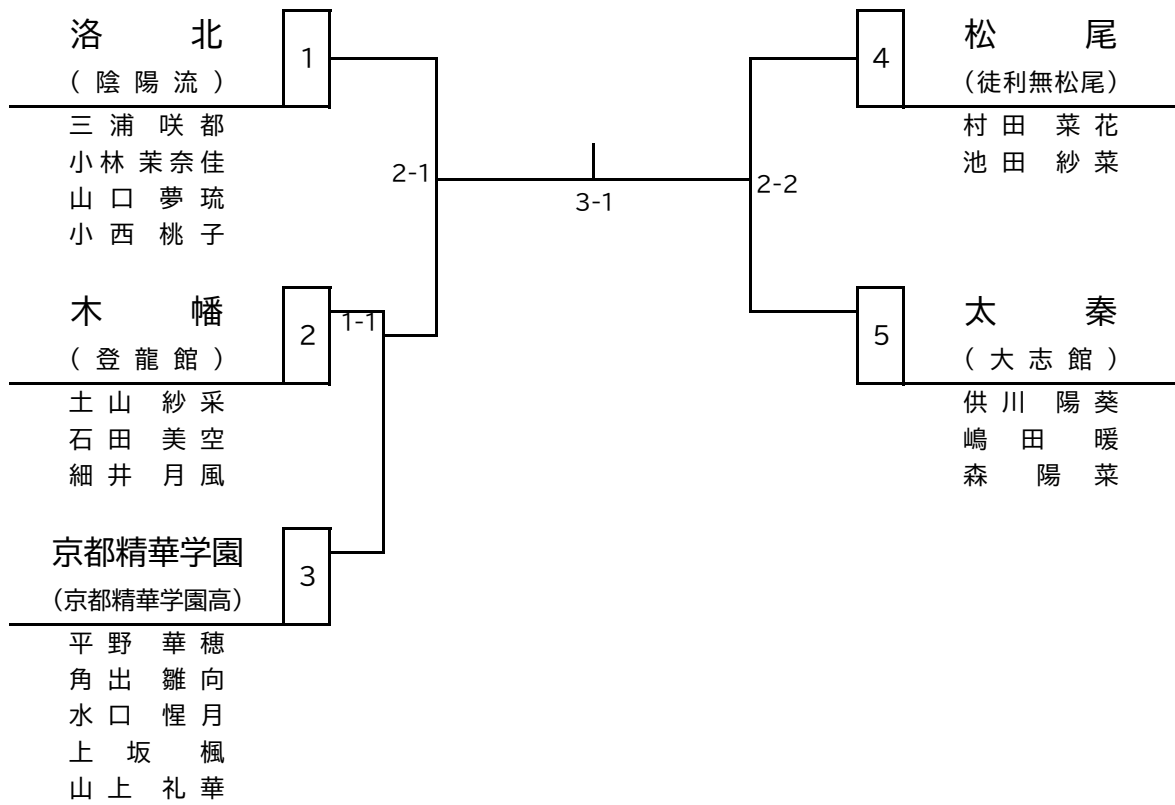 洛北
1
(陰陽流)
三浦 咲都
小林 茉奈佳
山口 夢琉
小西 桃子
木幡
2
(登龍館)
土山 紗采
石田 美空
細井 月風
京都精華学園
3
(京都精華学園高)
平野 華穂
角出 雛向
水口 惺月
上坂 楓
山上 礼華
1-1
2-1
3-1
2-2
4
松尾
(徒利無松尾)
村田 菜花
池田 紗菜
5
太秦
(大志館)
供川 陽葵
嶋田 暖
森 陽菜